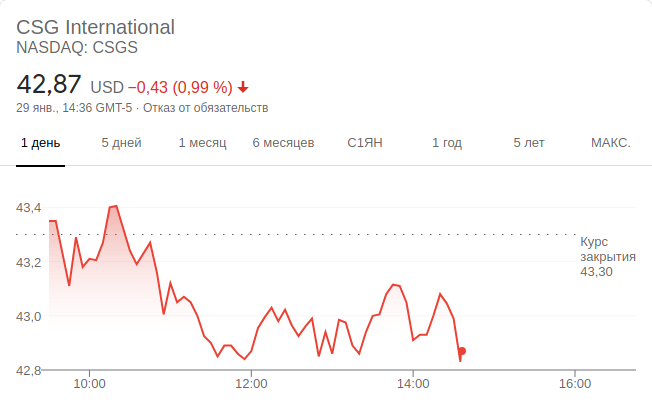 CSG International
NASDAQ: CSGS
42,87 USD −0,43 (0,99 %)
29 янв., 14:36 GMT-5 · Отказ от обязательств
1 день 5 дней 1 месяц 6 месяцев С1ЯН 1 год 5 лет МАКС.
43,4
Курс
закрытия
43,30
43,2
43,0
42,8
10:00 12:00 14:00 16:00